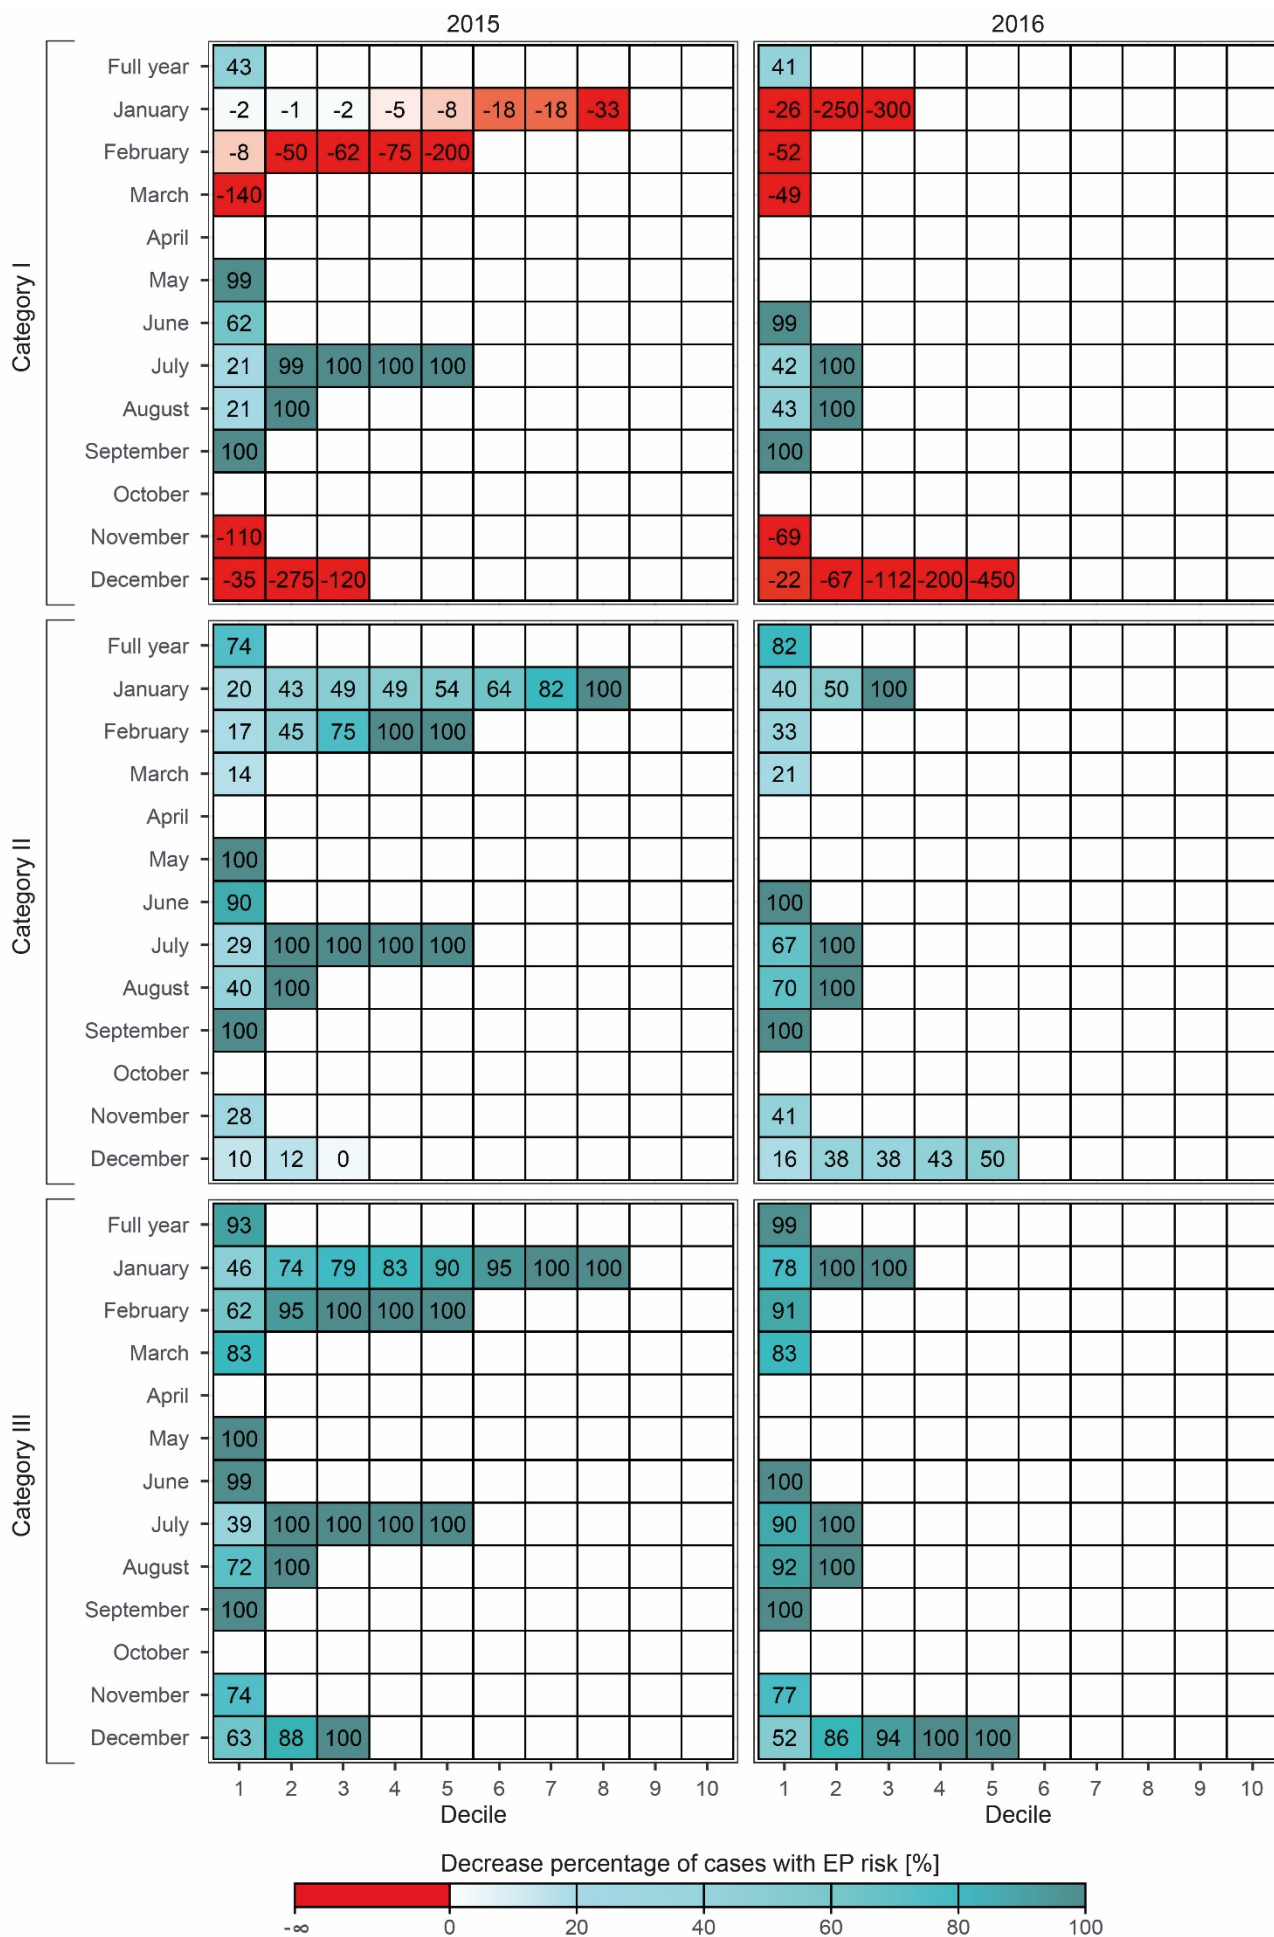 2015 2016
Category I
Full year 43 41
January -2 -1 -2 -5 -8 -18 -18 -33 -26 -250 -300
February -8 -50 -62 -75 -200 -52
March -140 -49
April
May 99
June 62 99
July 21 99 100 100 100 42 100
August 21 100 43 100
September 100 100
October
November -110 -69
December -35 -275 -120 -22 -67 -112 -200 -450
Category II
Full year 74 82
January 20 43 49 49 54 64 82 100 40 50 100
February 17 45 75 100 100 33
March 14 21
April
May 100
June 90 100
July 29 100 100 100 100 67 100
August 40 100 70 100
September 100 100
October
November 28 41
December 10 12 0 16 38 38 43 50
Category III
Full year 93 99
January 46 74 79 83 90 95 100 100 78 100 100
February 62 95 100 100 100 91
March 83 83
April
May 100
June 99 100
July 39 100 100 100 100 90 100
August 72 100 92 100
September 100 100
October
November 74 77
December 63 88 100 52 86 94 100 100
1 2 3 4 5 6 7 8 9 10 1 2 3 4 5 6 7 8 9 10
Decile Decile
Decrease percentage of cases with EP risk [%]
-∞ 0 20 40 60 80 100